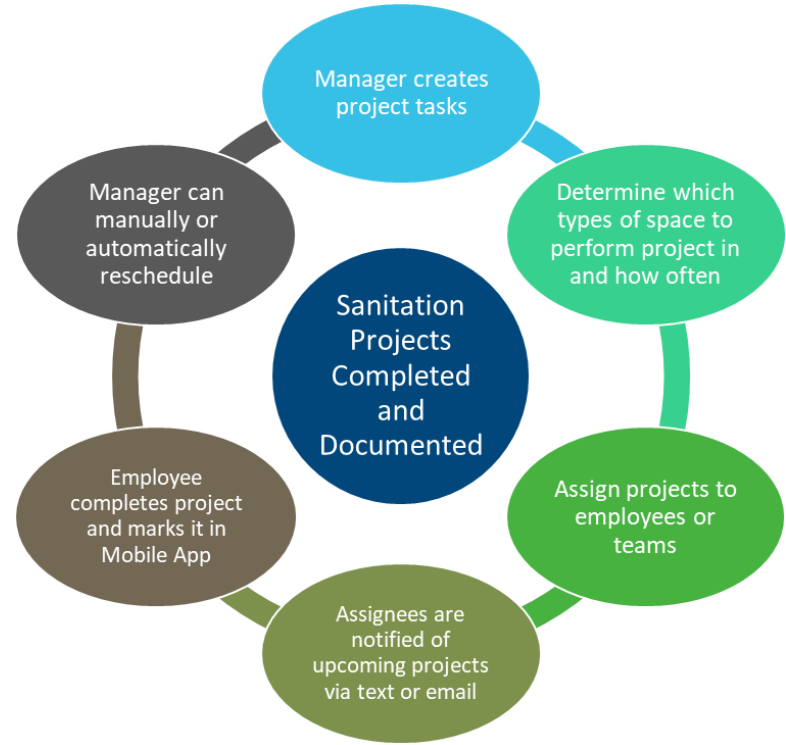 Manager creates
project tasks
Determine which
types of space to
perform project in
and how often
Assign projects to
employees or
teams
Assignees are
notified of
upcoming projects
via text or email
Employee
completes project
and marks it in
Mobile App
Manager can
manually or
automatically
reschedule
Sanitation
Projects
Completed
and
Documented